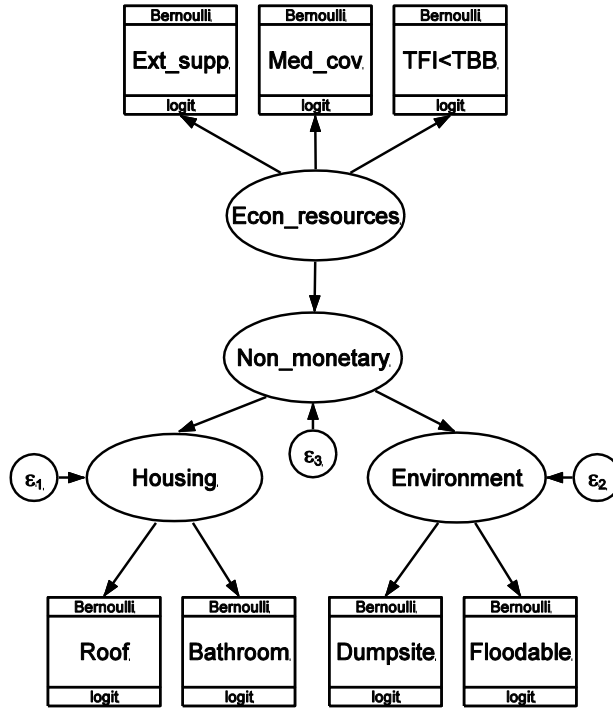 Bernoulli Bernoulli Bernoulli
Ext_supp Med_cov TFI<TBB
logit logit logit
Econ_resources
Non_monetary
ε1 Housing ε3 Environment ε2
Bernoulli Bernoulli Bernoulli Bernoulli
Roof Bathroom Dumpsite Floodable
logit logit logit logit